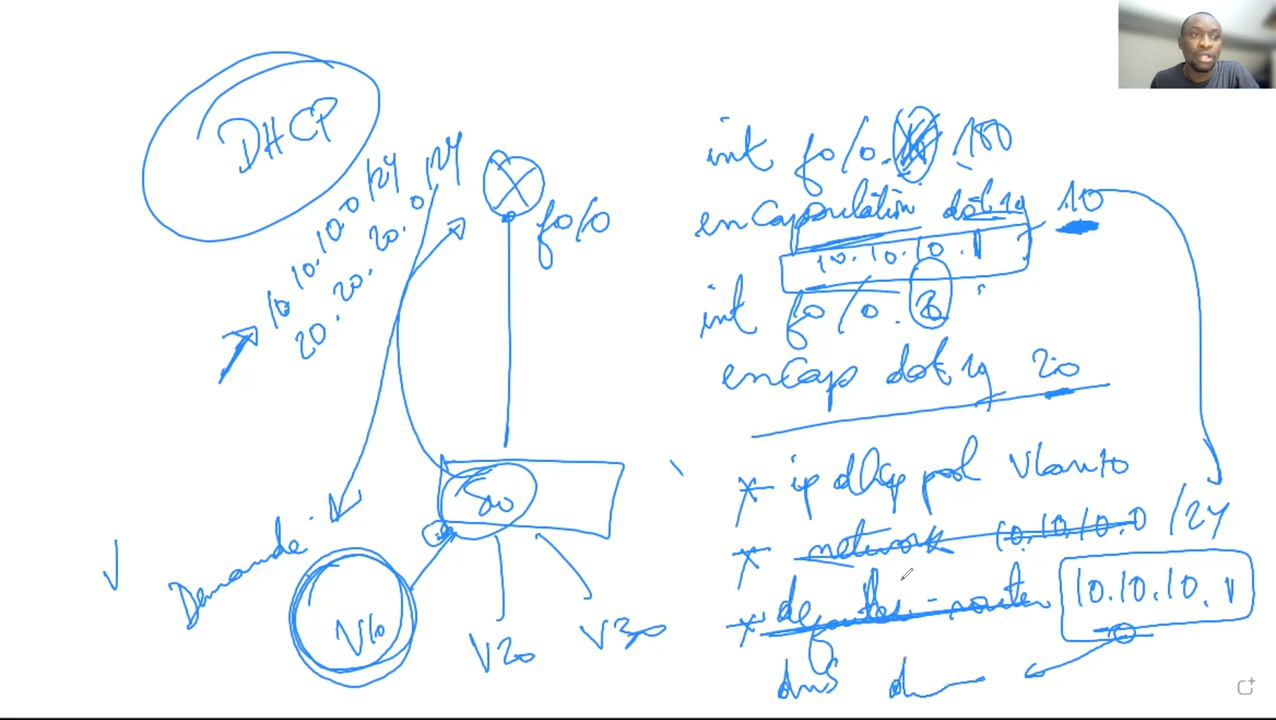 DHCP
10.10.10.0 /24
20.20.20.0 /24
f0/0
Sw
Demande
V10
V20
V30
int f0/0. 180
encapsulation dot1q 10
10.10.10.1
int f0/0.
encap dot1q 20
* ip dhcp pool Vlan10
* network 10.10.10.0 /24
* default-router 10.10.10.1
dns